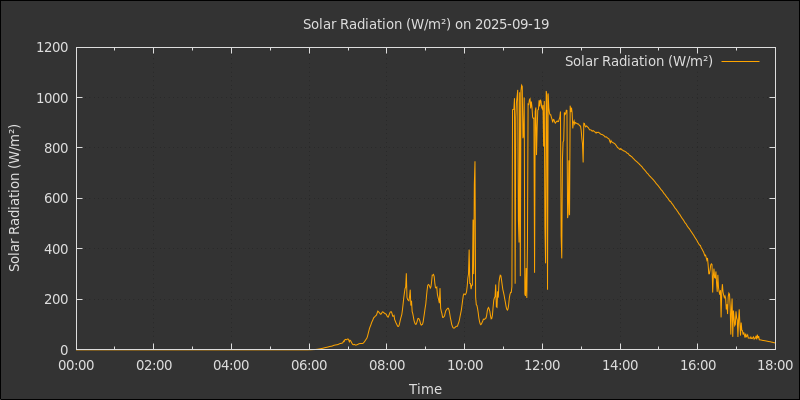 Solar Radiation (W/m²) on 2025-09-19
Solar Radiation (W/m²)
Solar Radiation (W/m²)
1200
1000
800
600
400
200
0
00:00 02:00 04:00 06:00 08:00 10:00 12:00 14:00 16:00 18:00
Time